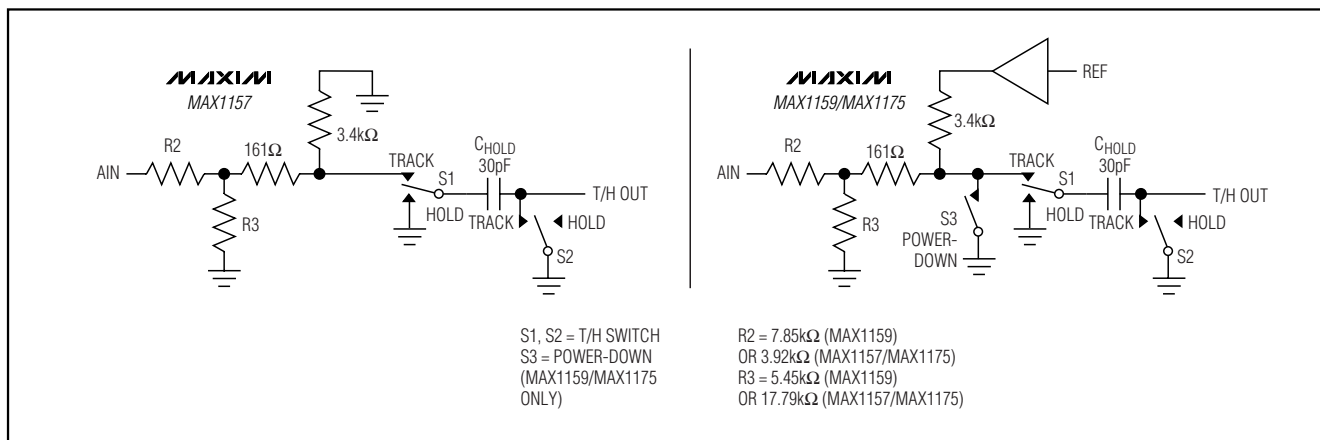 MAXIM
MAX1157
3.4kΩ
R2
161Ω
AIN
R3
TRACK
S1
HOLD
CHOLD
30pF
TRACK
HOLD
S2
T/H OUT
MAXIM
MAX1159/MAX1175
REF
3.4kΩ
R2
161Ω
AIN
R3
S3
POWER-
DOWN
TRACK
S1
HOLD
CHOLD
30pF
TRACK
HOLD
S2
T/H OUT
S1, S2 = T/H SWITCH
S3 = POWER-DOWN
(MAX1159/MAX1175
ONLY)
R2 = 7.85kΩ (MAX1159)
OR 3.92kΩ (MAX1157/MAX1175)
R3 = 5.45kΩ (MAX1159)
OR 17.79kΩ (MAX1157/MAX1175)